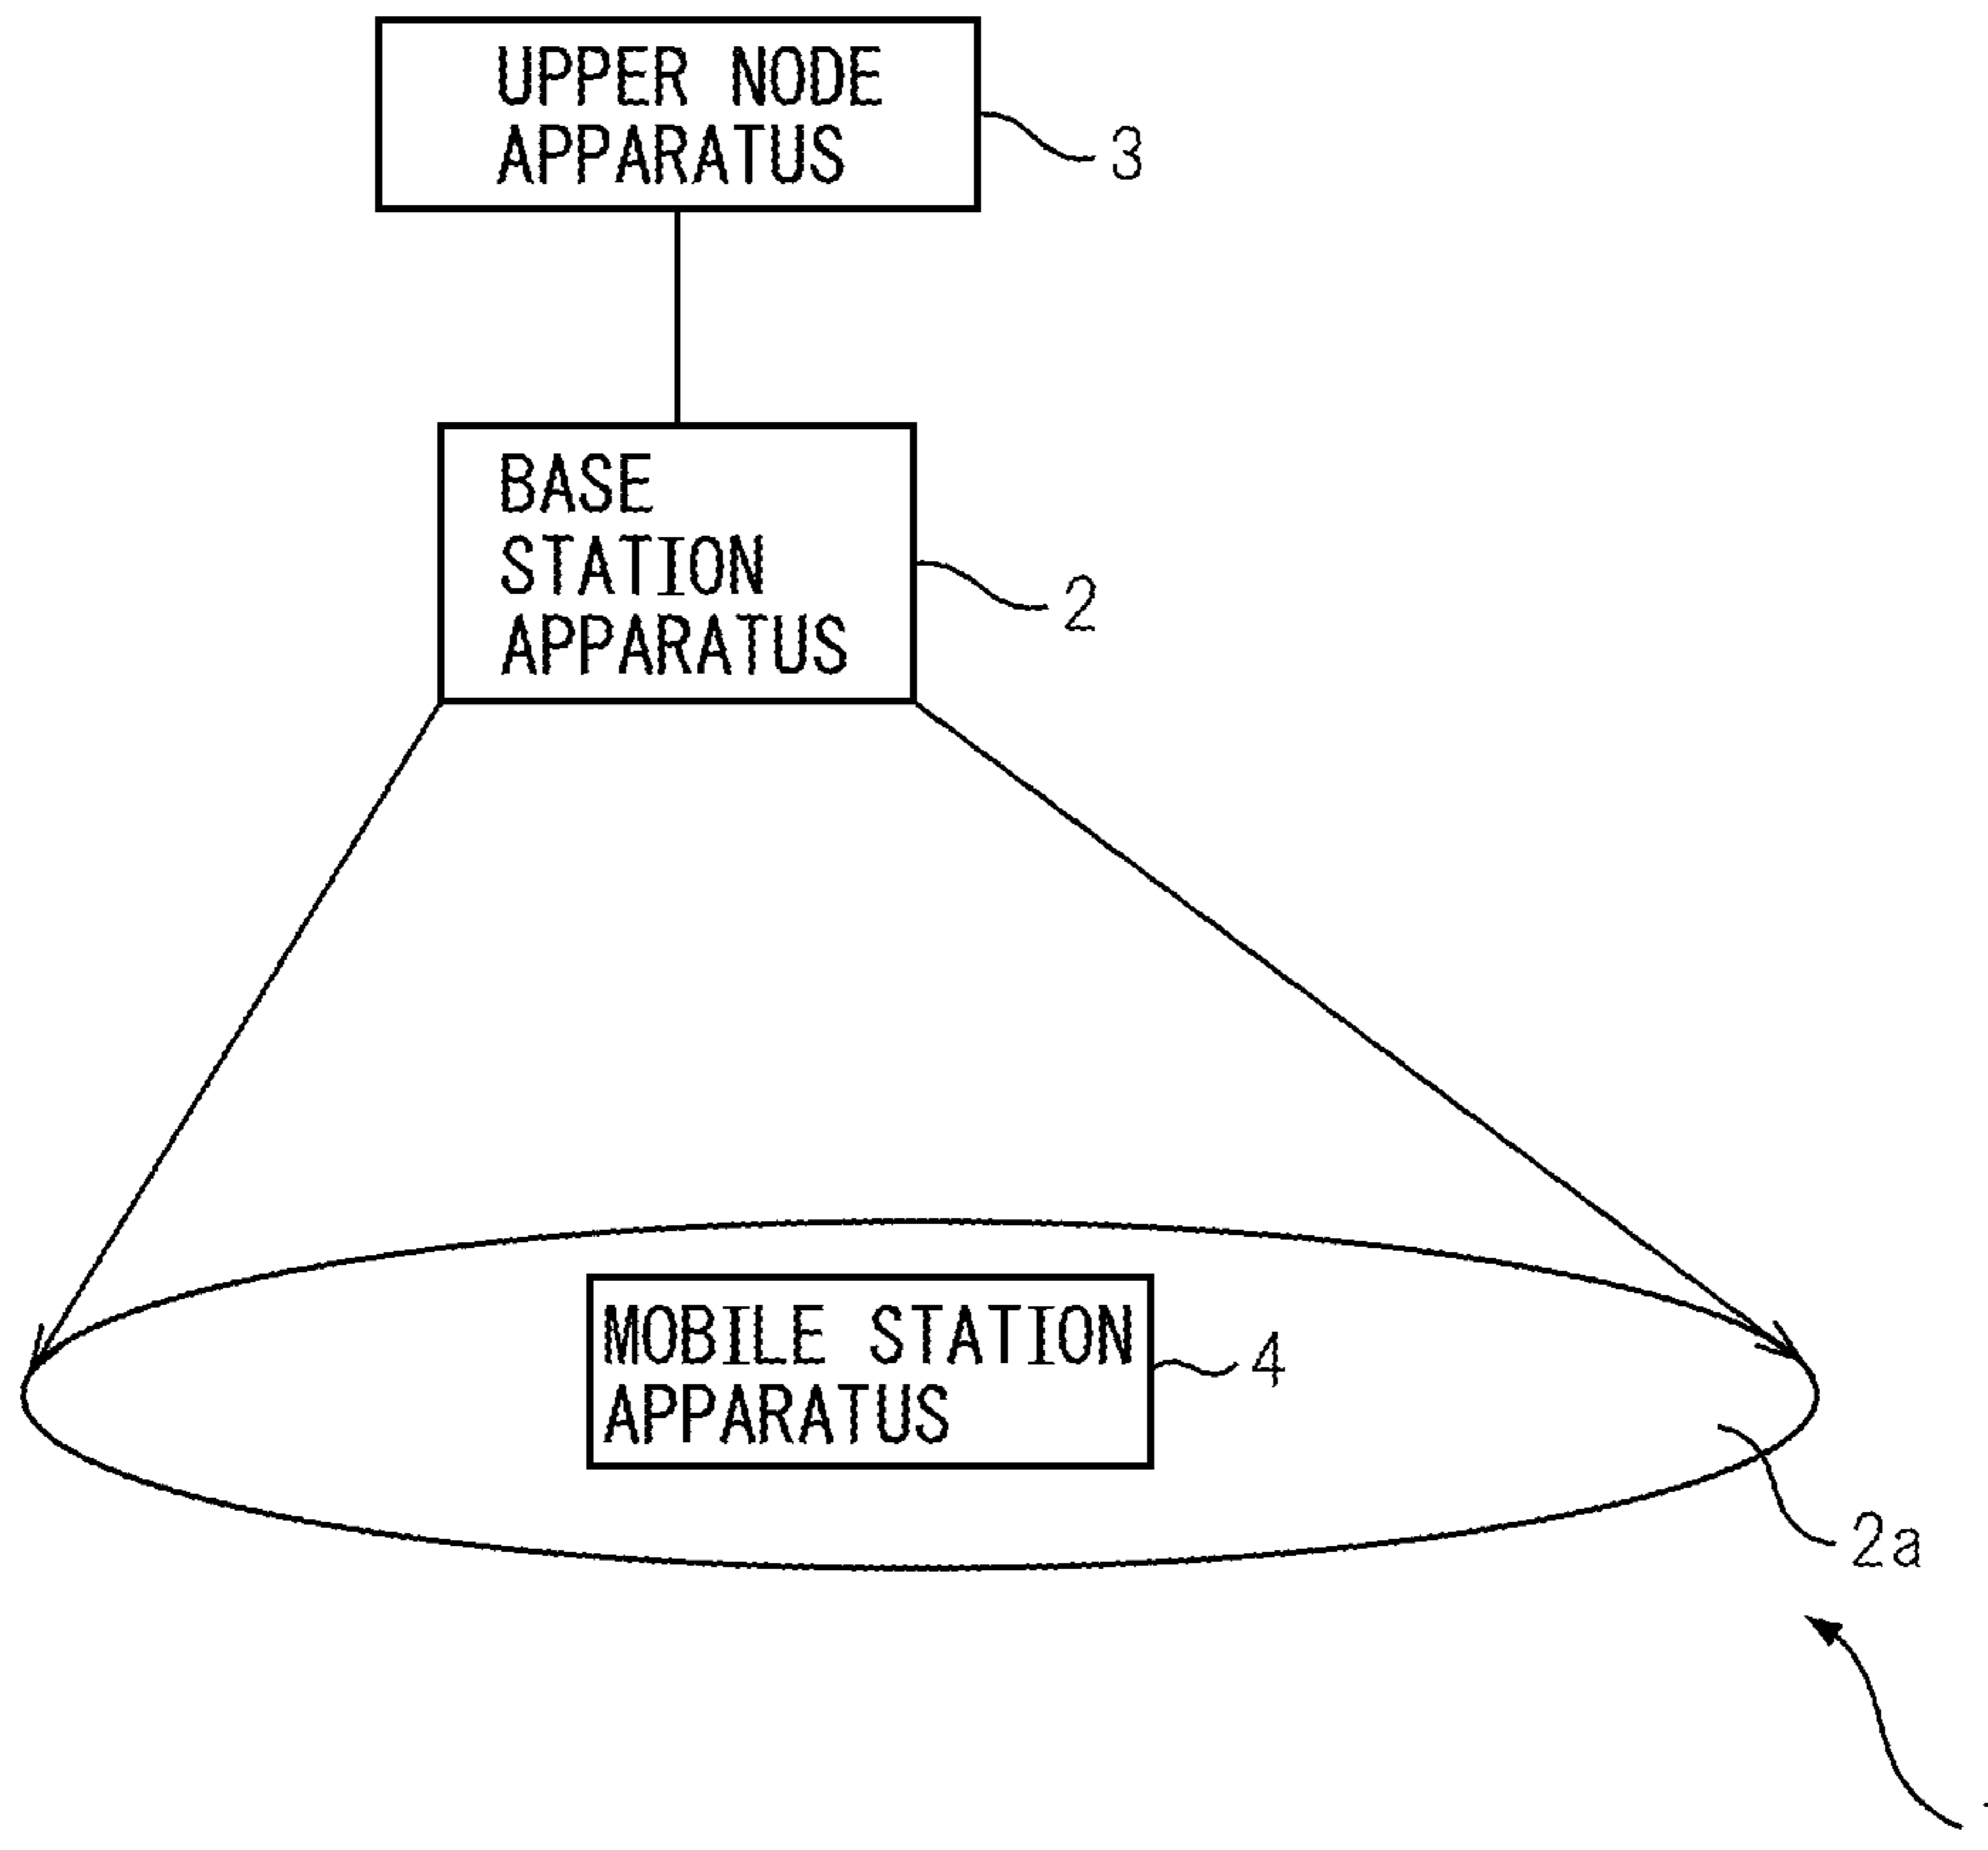 UPPER NODE
APPARATUS
3
BASE
STATION
APPARATUS
2
MOBILE STATION
APPARATUS
4
2a